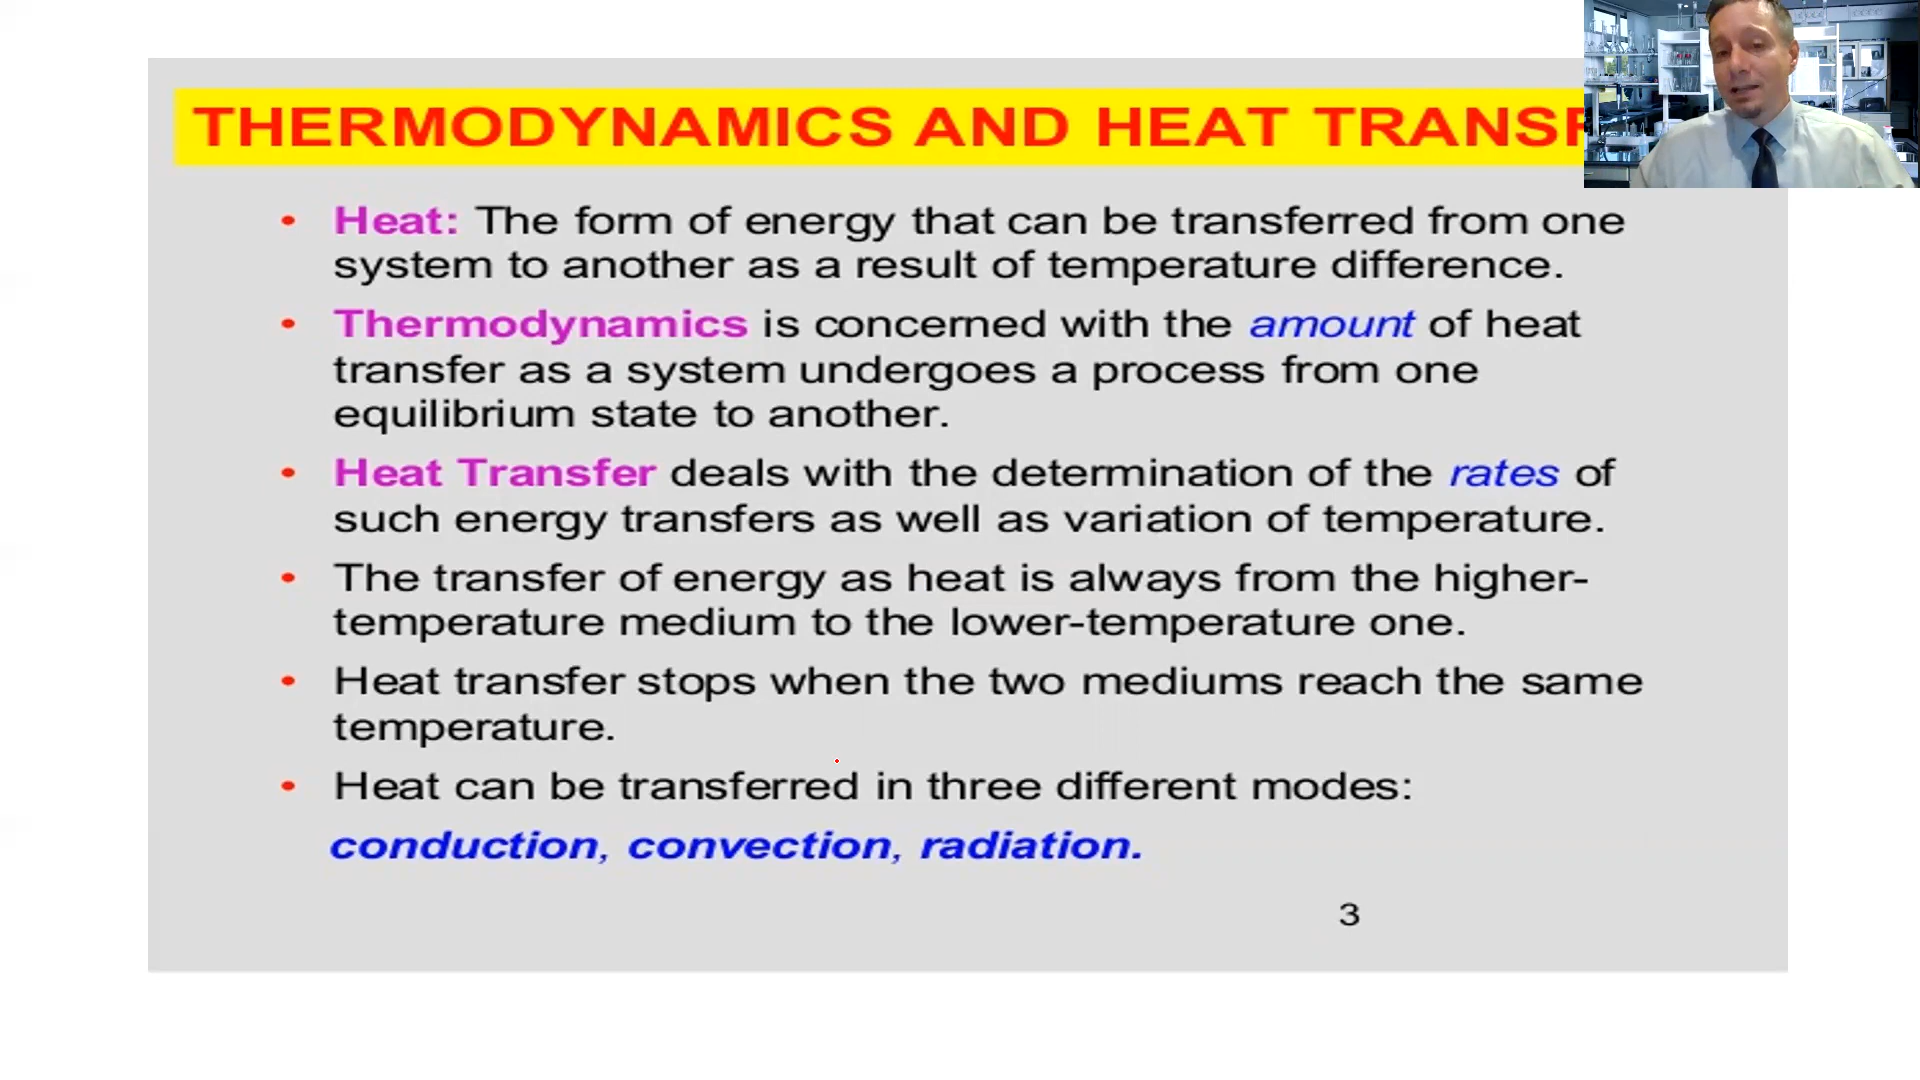 THERMODYNAMICS AND HEAT
• Heat: The form of energy that can be transferred from one
system to another as a result of temperature difference.
• Thermodynamics is concerned with the amount of heat
transfer as a system undergoes a process from one
equilibrium state to another.
• Heat Transfer deals with the determination of the rates of
such energy transfers as well as variation of temperature.
• The transfer of energy as heat is always from the higher-
temperature medium to the lower-temperature one.
• Heat transfer stops when the two mediums reach the same
temperature.
• Heat can be transferred in three different modes:
conduction, convection, radiation.
3